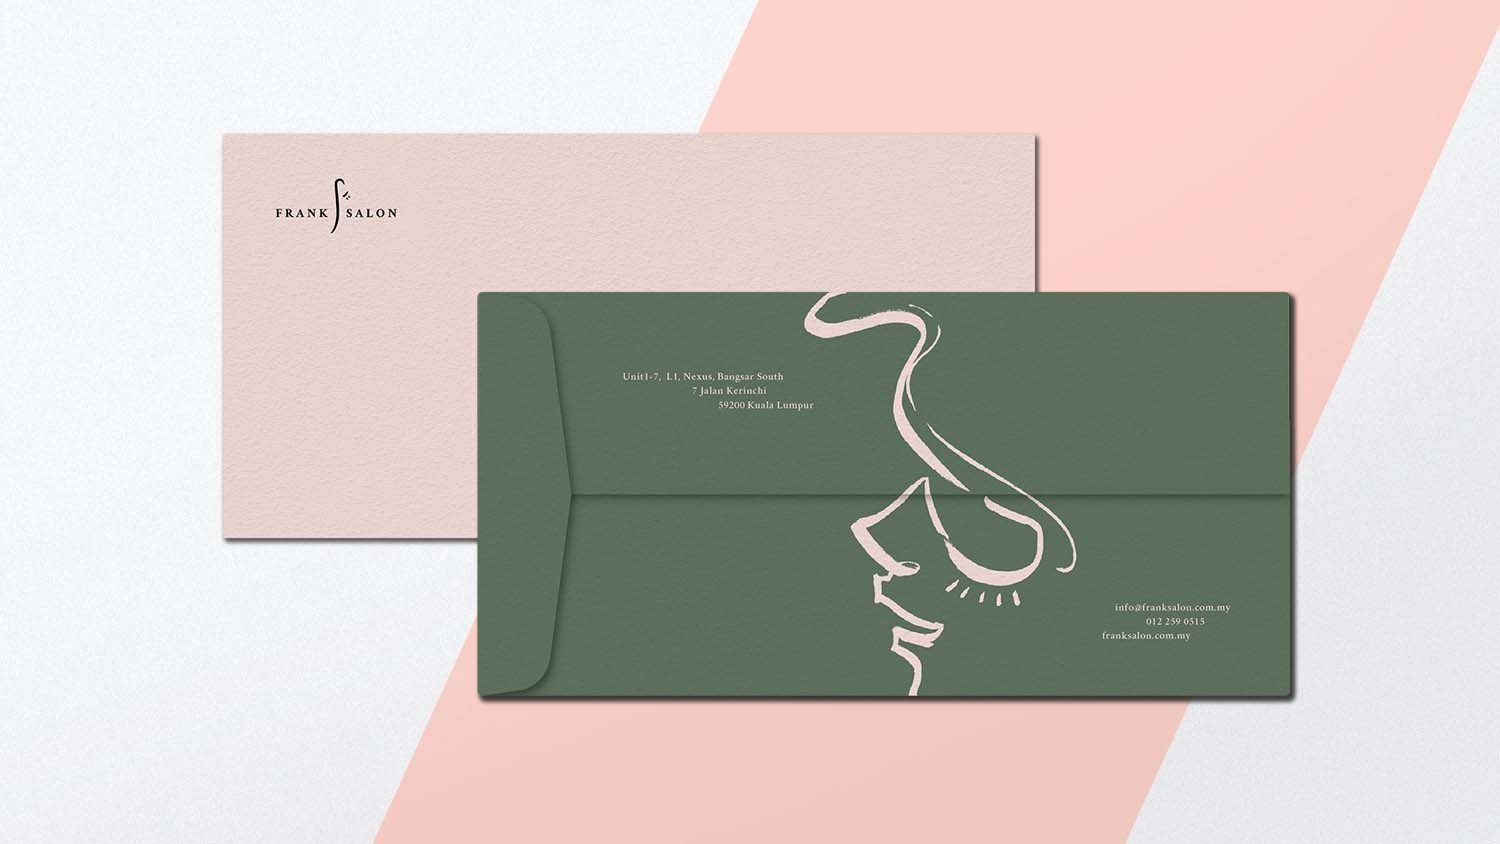 FRANK SALON
Unit1-7, L1, Nexus, Bangsar South
7 Jalan Kerinchi
59200 Kuala Lumpur
info@franksalon.com.my
012 259 0515
franksalon.com.my